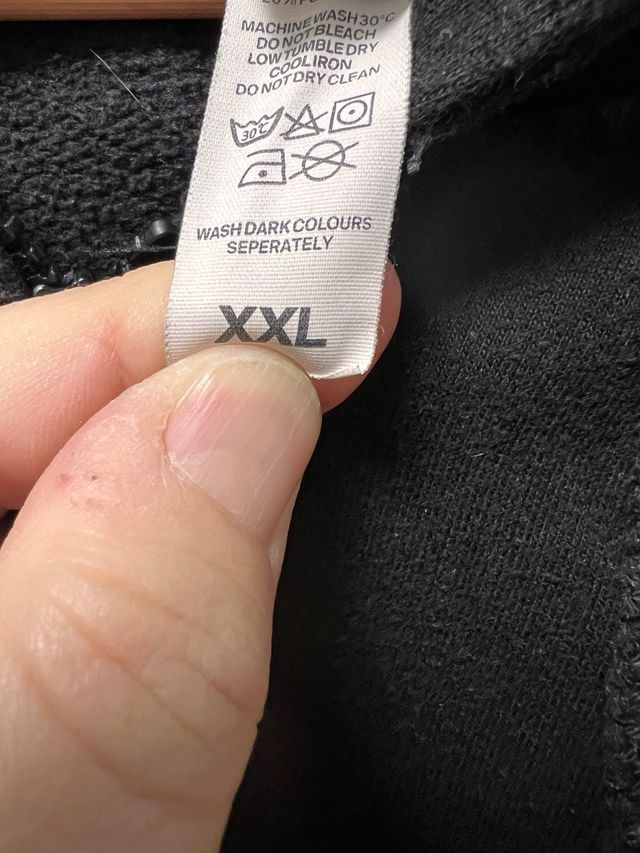 MACHINE WASH 30°C
DO NOT BLEACH
LOW TUMBLE DRY
COOL IRON
DO NOT DRY CLEAN
30°C
WASH DARK COLOURS
SEPERATELY
XXL